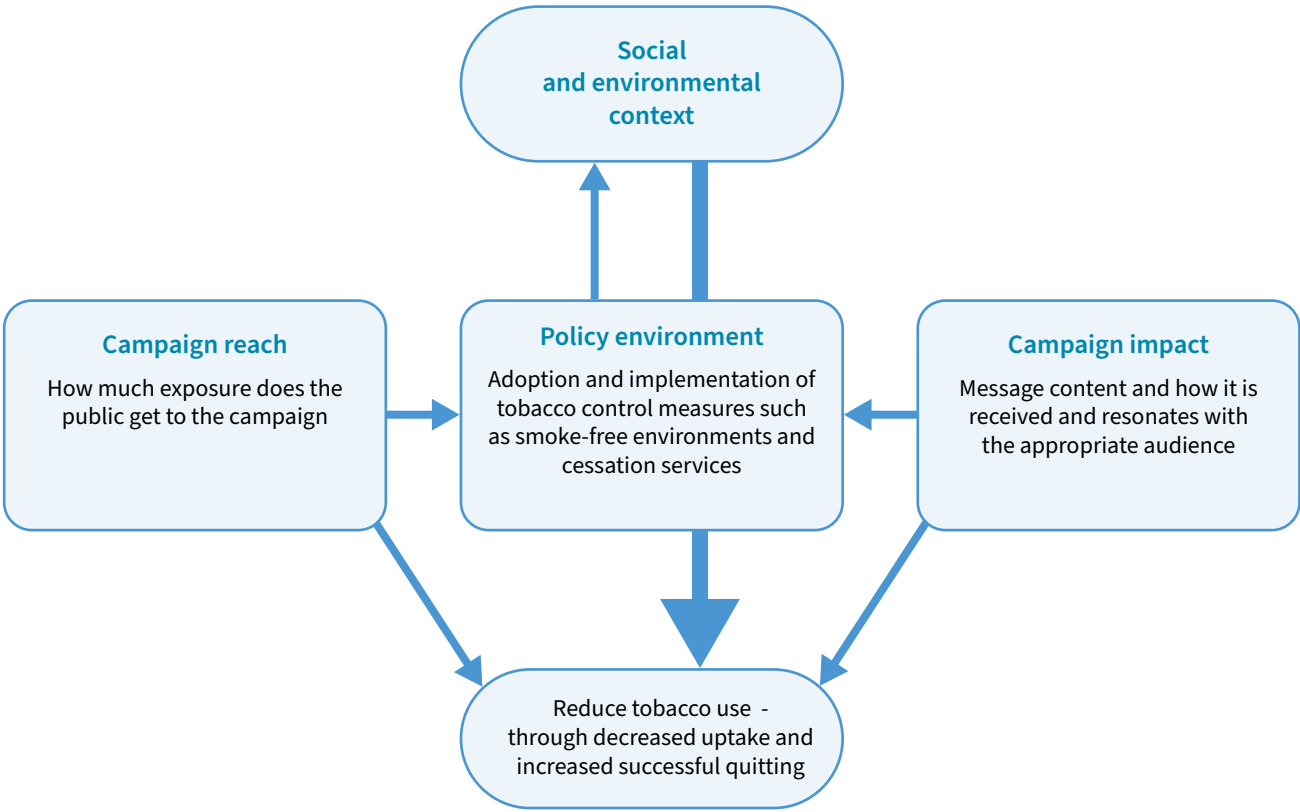 Social
and environmental
context
Campaign reach
How much exposure does the
public get to the campaign
Policy environment
Adoption and implementation of
tobacco control measures such
as smoke-free environments and
cessation services
Campaign impact
Message content and how it is
received and resonates with
the appropriate audience
Reduce tobacco use -
through decreased uptake and
increased successful quitting